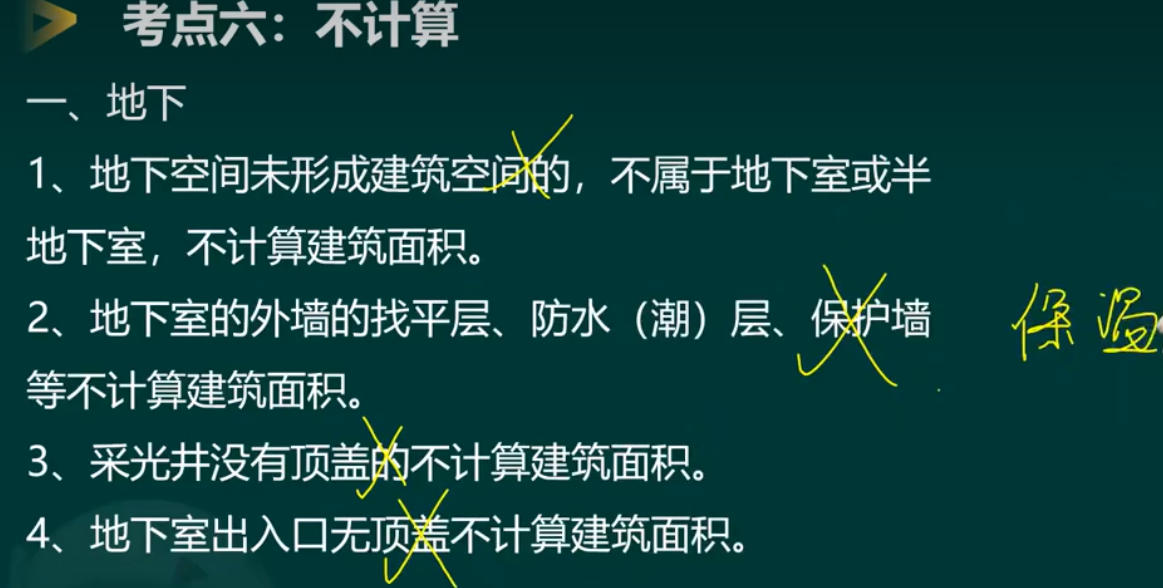 考点六：不计算
一、地下
1、地下空间未形成建筑空间的，不属于地下室或半
地下室，不计算建筑面积。
2、地下室的外墙的找平层、防水（潮）层、保护墙
保温
等不计算建筑面积。
3、采光井没有顶盖的不计算建筑面积。
4、地下室出入口无顶盖不计算建筑面积。